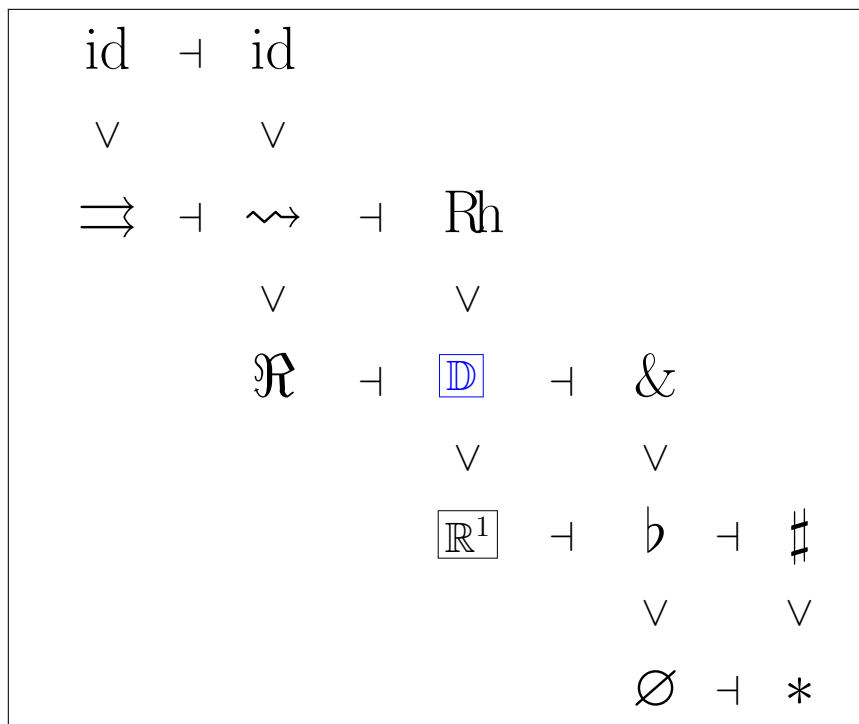 id ⊣ id
∨ ∨
⇉ ⊣ ⇝ ⊣ Rh
∨ ∨
ℜ ⊣ 𝔻 ⊣ &
∨ ∨
ℝ¹ ⊣ ♭ ⊣ ♯
∨ ∨
∅ ⊣ *